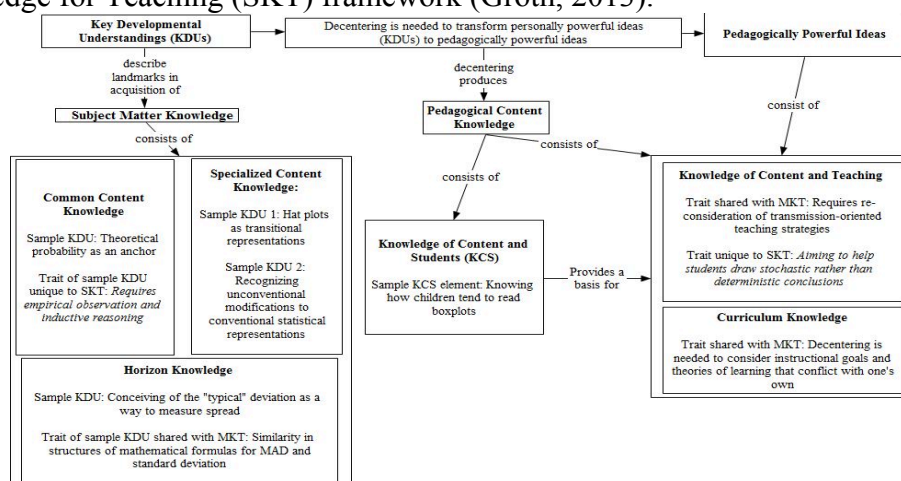 edge for Teaching (SKT) framework (Groth, 2013).
Key Developmental
Understandings (KDUs)
Decentering is needed to transform personally powerful ideas
(KDUs) to pedagogically powerful ideas
Pedagogically Powerful Ideas
describe
landmarks in
acquisition of
decentering
produces
consist of
Subject Matter Knowledge
Pedagogical Content
Knowledge
consists of
consists of
consists of
Common Content
Knowledge
Sample KDU: Theoretical
probability as an anchor
Trait of sample KDU
unique to SKT: Requires
empirical observation and
inductive reasoning
Specialized Content
Knowledge:
Sample KDU 1: Hat plots
as transitional
representations
Sample KDU 2:
Recognizing
unconventional
modifications to
conventional statistical
representations
Horizon Knowledge
Sample KDU: Conceiving of the "typical" deviation as a
way to measure spread
Trait of sample KDU shared with MKT: Similarity in
structures of mathematical formulas for MAD and
standard deviation
Knowledge of Content and
Students (KCS)
Sample KCS element: Knowing
how children tend to read
boxplots
Provides a
basis for
Knowledge of Content and Teaching
Trait shared with MKT: Requires re-
consideration of transmission-oriented
teaching strategies
Trait unique to SKT: Aiming to help
students draw stochastic rather than
deterministic conclusions
Curriculum Knowledge
Trait shared with MKT: Decentering is
needed to consider instructional goals and
theories of learning that conflict with one's
own